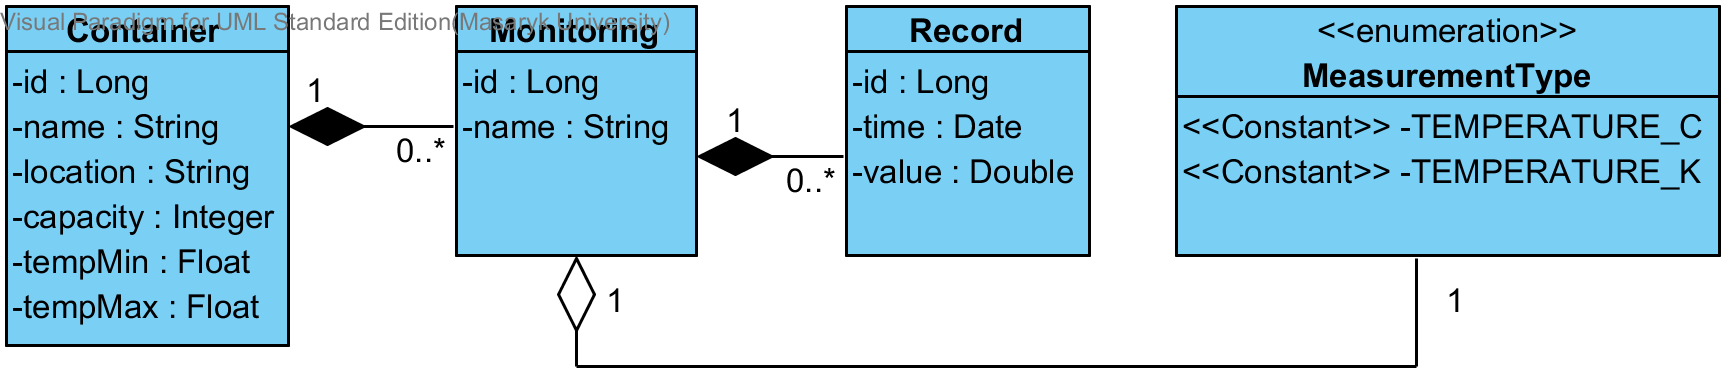 Visual Paradigm for UML Standard Edition(Masaryk University)
Container
-id : Long
-name : String
-location : String
-capacity : Integer
-tempMin : Float
-tempMax : Float
1
0..*
Monitoring
-id : Long
-name : String
1
0..*
Record
-id : Long
-time : Date
-value : Double
<<enumeration>>
MeasurementType
<<Constant>> -TEMPERATURE_C
<<Constant>> -TEMPERATURE_K
1
1